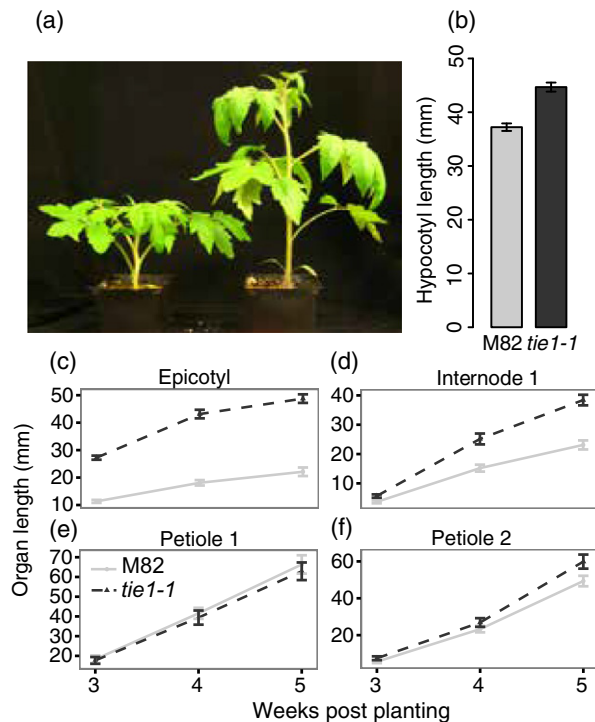 (a)
(b)
Hypocotyl length (mm)
50
40
30
20
10
0
M82 tie1-1
(c)
Epicotyl
50
40
30
20
10
(d)
Internode 1
40
30
20
10
Organ length (mm)
(e)
Petiole 1
70
60
50
40
30
20
M82
tie1-1
3 4 5
(f)
Petiole 2
60
40
20
3 4 5
Weeks post planting